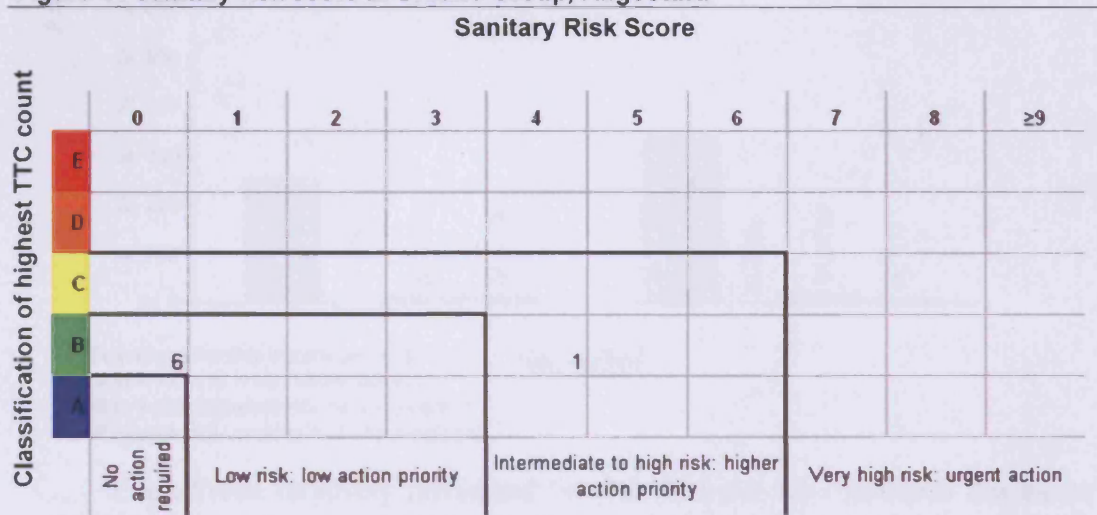 Sanitary Risk Score
Classification of highest TTC count
0 1 2 3 4 5 6 7 8 ≥9
E
D
C
B 6 1
A
No action required
Low risk: low action priority
Intermediate to high risk: higher
action priority
Very high risk: urgent action